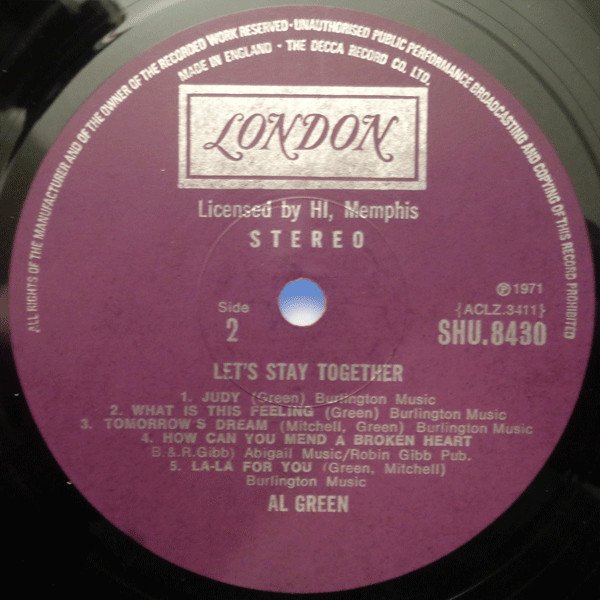 ALL RIGHTS OF THE MANUFACTURER AND OF THE OWNER OF THE RECORDED WORK RESERVED·UNAUTHORISED PUBLIC PERFORMANCE BROADCASTING AND COPYING OF THIS RECORD PROHIBITED
MADE IN ENGLAND · THE DECCA RECORD CO. LTD.
LONDON
Licensed by HI, Memphis
STEREO
℗1971
Side
{ACLZ.3411}
2
SHU.8430
LET'S STAY TOGETHER
1. JUDY (Green) Burlington Music
2. WHAT IS THIS FEELING (Green) Burlington Music
3. TOMORROW'S DREAM (Mitchell, Green) Burlington Music
4. HOW CAN YOU MEND A BROKEN HEART
B.&R.Gibb) Abigail Music/Robin Gibb Pub.
5. LA-LA FOR YOU (Green, Mitchell)
Burlington Music
AL GREEN